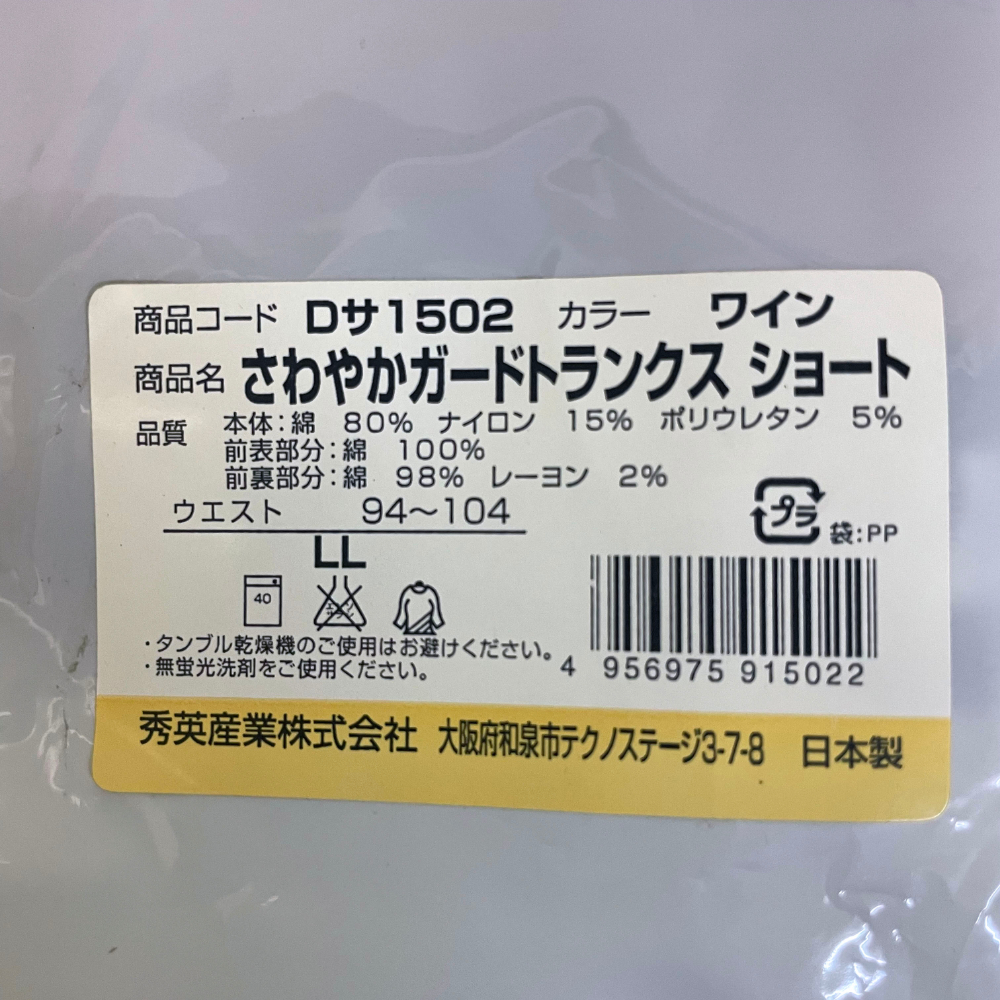 商品コード Dサ1502 カラー ワイン
商品名 さわやかガードトランクス ショート
品質 本体：綿 80% ナイロン 15% ポリウレタン 5%
前表部分：綿 100%
前裏部分：綿 98% レーヨン 2%
ウエスト 94～104
LL
プラ 袋：PP
40 エンソサラシ
・タンブル乾燥機のご使用はお避けください。
・無蛍光洗剤をご使用ください。
4 956975 915022
秀英産業株式会社 大阪府和泉市テクノステージ3-7-8 日本製